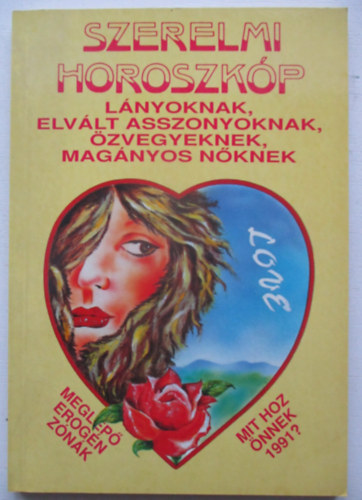 SZERELMI
HOROSZKÓP
LÁNYOKNAK,
ELVÁLT ASSZONYOKNAK,
ÖZVEGYEKNEK,
MAGÁNYOS NŐKNEK
LOVE
MEGLEPŐ
EROGÉN
ZÓNÁK
MIT HOZ
ÖNNEK
1991?